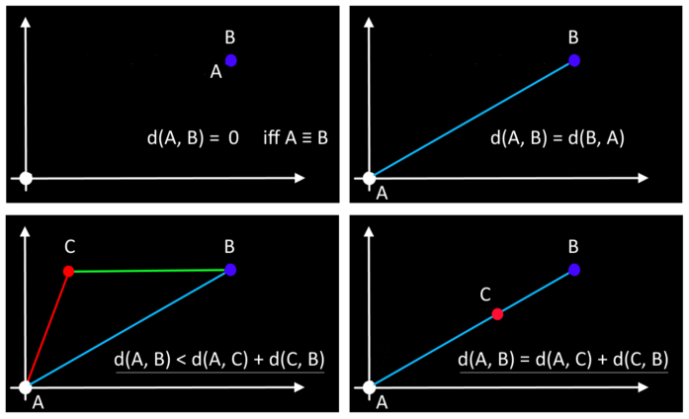 B
A
d(A, B) = 0 iff A ≡ B
B
d(A, B) = d(B, A)
A
C
B
d(A, B) < d(A, C) + d(C, B)
A
B
C
d(A, B) = d(A, C) + d(C, B)
A